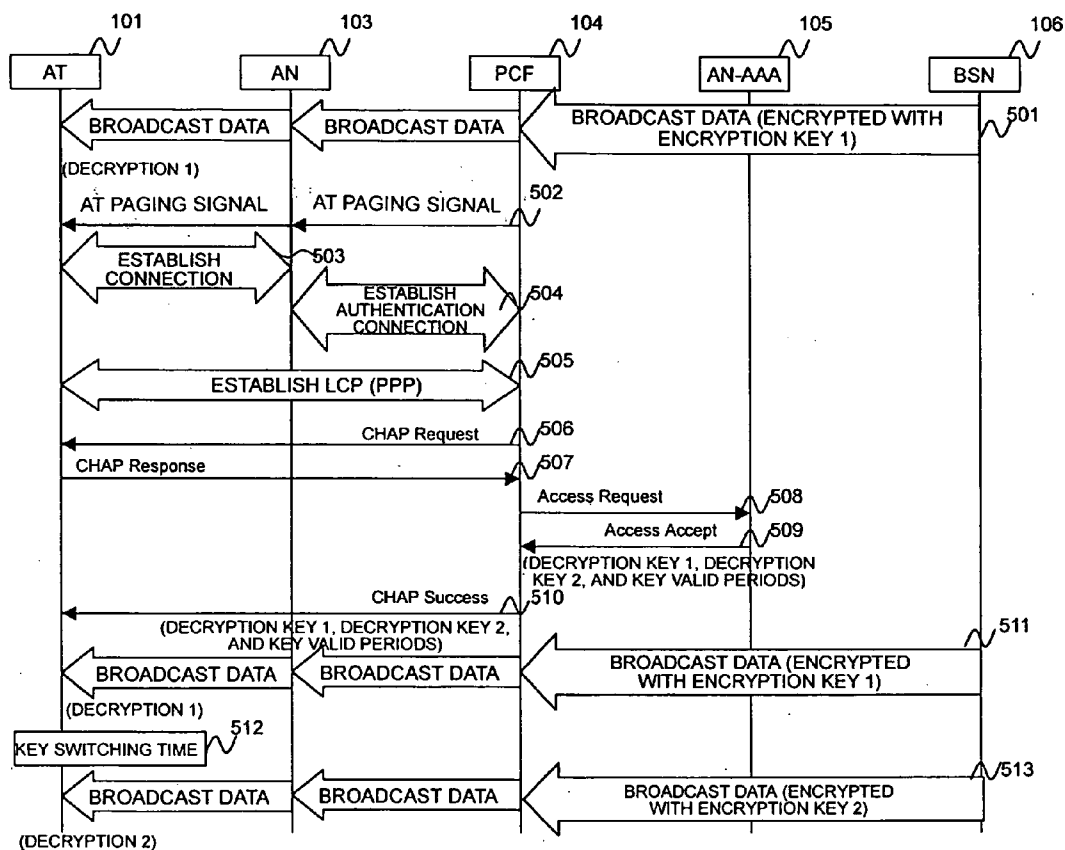 101
103
104
105
106
AT
AN
PCF
AN-AAA
BSN
BROADCAST DATA
BROADCAST DATA
BROADCAST DATA (ENCRYPTED WITH
ENCRYPTION KEY 1)
501
(DECRYPTION 1)
AT PAGING SIGNAL
AT PAGING SIGNAL
502
ESTABLISH
CONNECTION
503
ESTABLISH
AUTHENTICATION
CONNECTION
504
ESTABLISH LCP (PPP)
505
CHAP Request
506
CHAP Response
507
Access Request
508
Access Accept
509
(DECRYPTION KEY 1, DECRYPTION
KEY 2, AND KEY VALID PERIODS)
CHAP Success
510
(DECRYPTION KEY 1, DECRYPTION KEY 2,
AND KEY VALID PERIODS)
511
BROADCAST DATA
BROADCAST DATA
BROADCAST DATA (ENCRYPTED
WITH ENCRYPTION KEY 1)
(DECRYPTION 1)
KEY SWITCHING TIME
512
513
BROADCAST DATA
BROADCAST DATA
BROADCAST DATA (ENCRYPTED
WITH ENCRYPTION KEY 2)
(DECRYPTION 2)